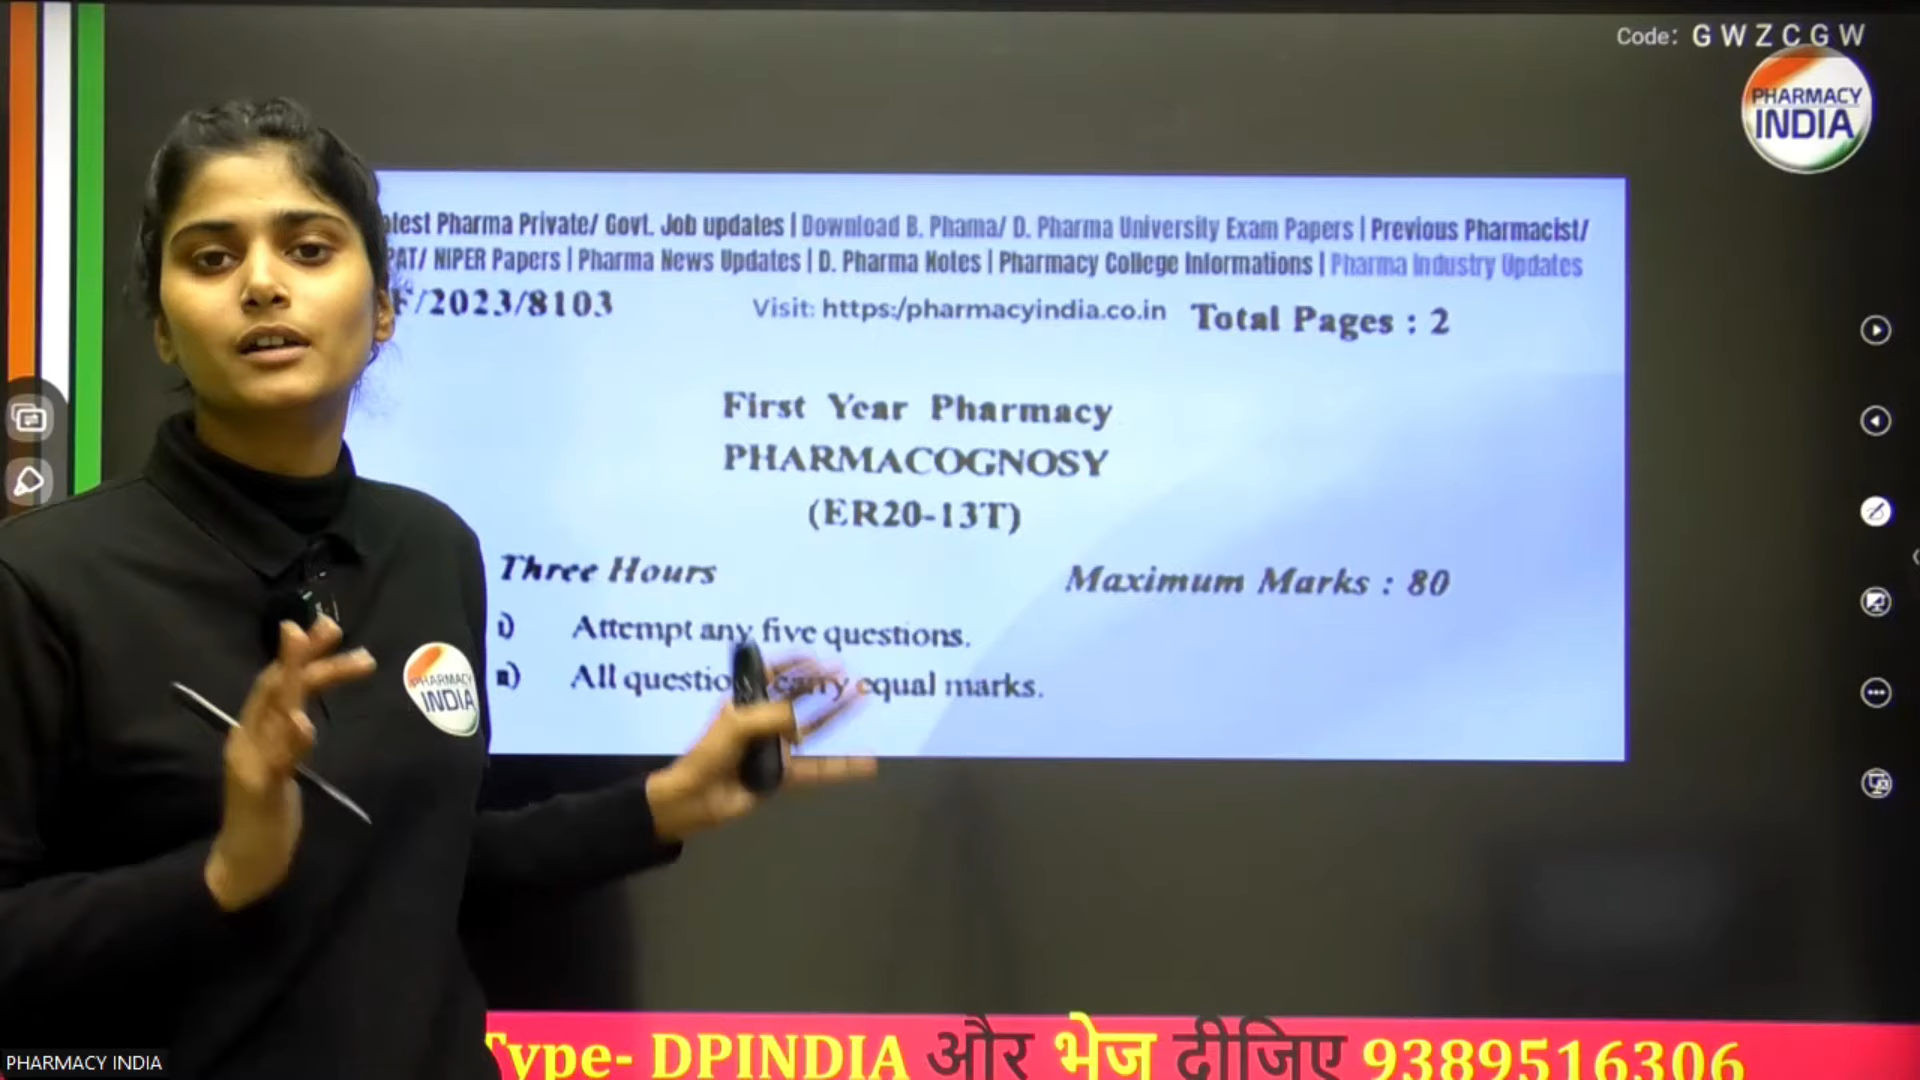 Code: GWZCGW
PHARMACY
INDIA
Pharma Private/ Govt. Job updates | Download B. Phama/ D. Pharma University Exam Papers | Previous Pharmacist/
NIPER Papers | Pharma News Updates | D. Pharma Notes | Pharmacy College Informations | Pharma Industry Updates
F/2023/8103 Visit: https:/pharmacyindia.co.in Total Pages : 2
First Year Pharmacy
PHARMACOGNOSY
(ER20-13T)
Three Hours Maximum Marks : 80
i) Attempt any five questions.
ii) All equal marks.
PHARMACY
INDIA
Type- DPINDIA और भेज दीजिए 9389516306
PHARMACY INDIA